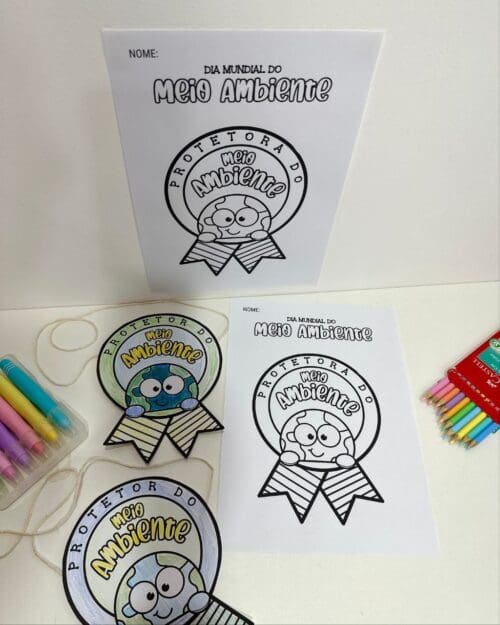 NOME:
DIA MUNDIAL DO
MEIO AMBIENTE
PROTETORA DO
MEIO
AMBIENTE
NOME:
DIA MUNDIAL DO
MEIO AMBIENTE
PROTETORA DO
MEIO
AMBIENTE
PROTETOR DO
MEIO
AMBIENTE
PROTETOR DO
MEIO
AMBIENTE